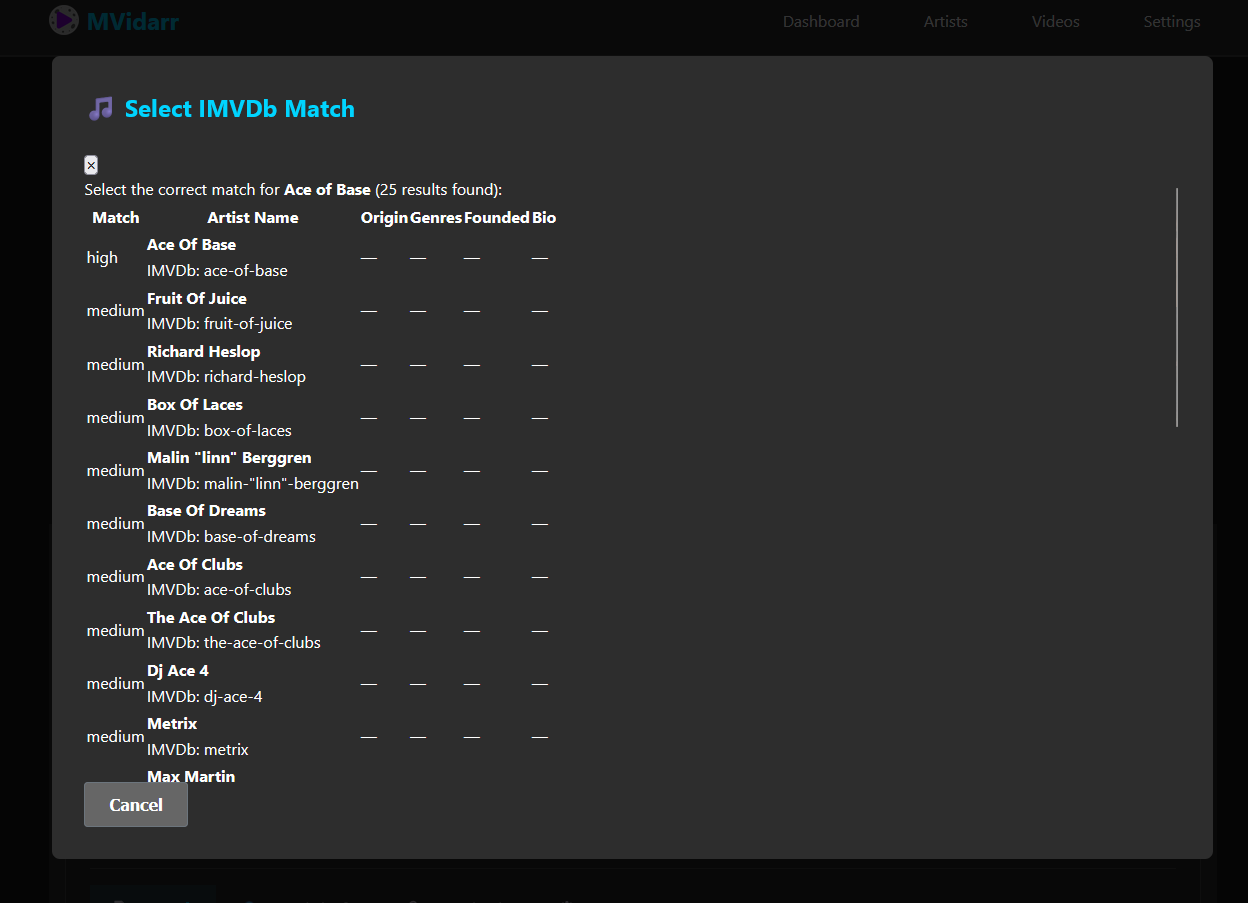 MVidarr Dashboard Artists Videos Settings
Select IMVDb Match
×
Select the correct match for Ace of Base (25 results found):
Match Artist Name Origin Genres Founded Bio
Ace Of Base
high — — — —
IMVDb: ace-of-base
Fruit Of Juice
medium — — — —
IMVDb: fruit-of-juice
Richard Heslop
medium — — — —
IMVDb: richard-heslop
Box Of Laces
medium — — — —
IMVDb: box-of-laces
Malin "linn" Berggren
medium — — — —
IMVDb: malin-"linn"-berggren
Base Of Dreams
medium — — — —
IMVDb: base-of-dreams
Ace Of Clubs
medium — — — —
IMVDb: ace-of-clubs
The Ace Of Clubs
medium — — — —
IMVDb: the-ace-of-clubs
Dj Ace 4
medium — — — —
IMVDb: dj-ace-4
Metrix
medium — — — —
IMVDb: metrix
Max Martin
Cancel